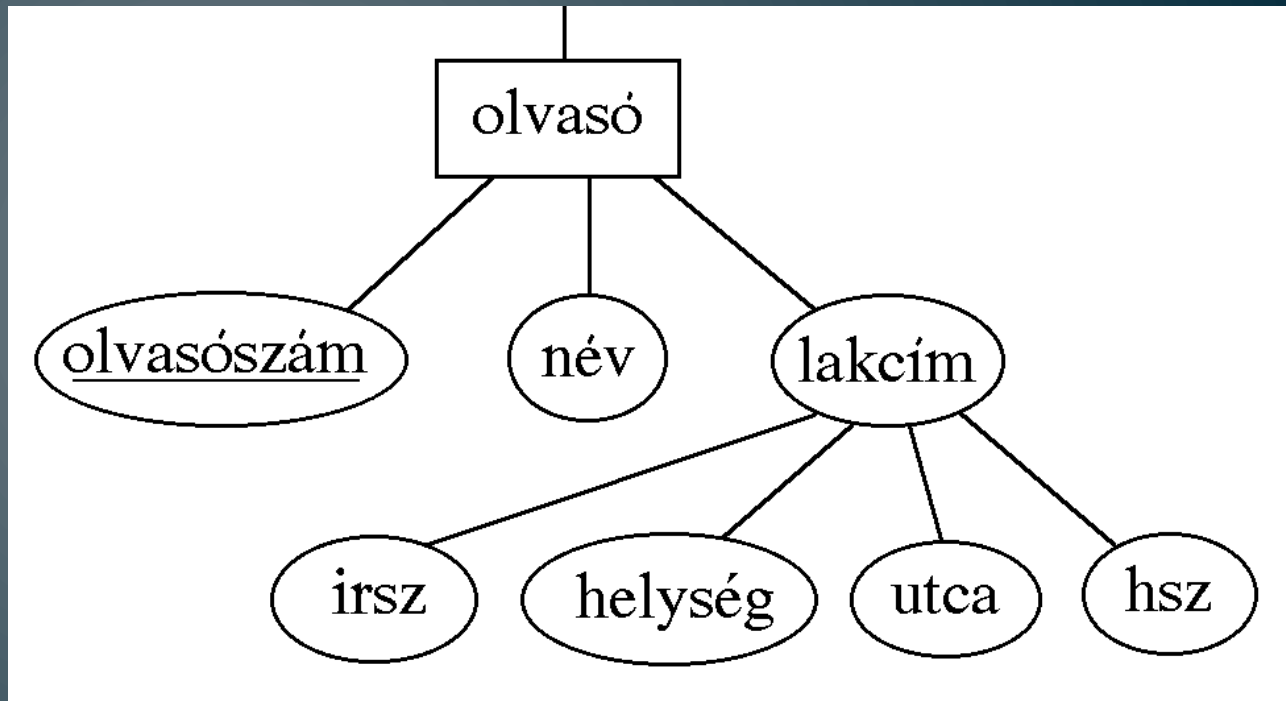 olvasó
olvasószám
név
lakcím
irsz
helység
utca
hsz